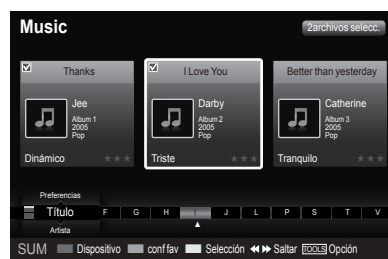 Music
2archivos selecc.
Thanks
I Love You
Better than yesterday
Jee
Album 1
2005
Pop
Darby
Album 2
2005
Pop
Catherine
Album 3
2005
Pop
Dinámico
Triste
Tranquilo
Preferencias
Título F G H I J L P S T V
Artista
SUM Dispositivo conf fav Selección Saltar TOOLS Opción